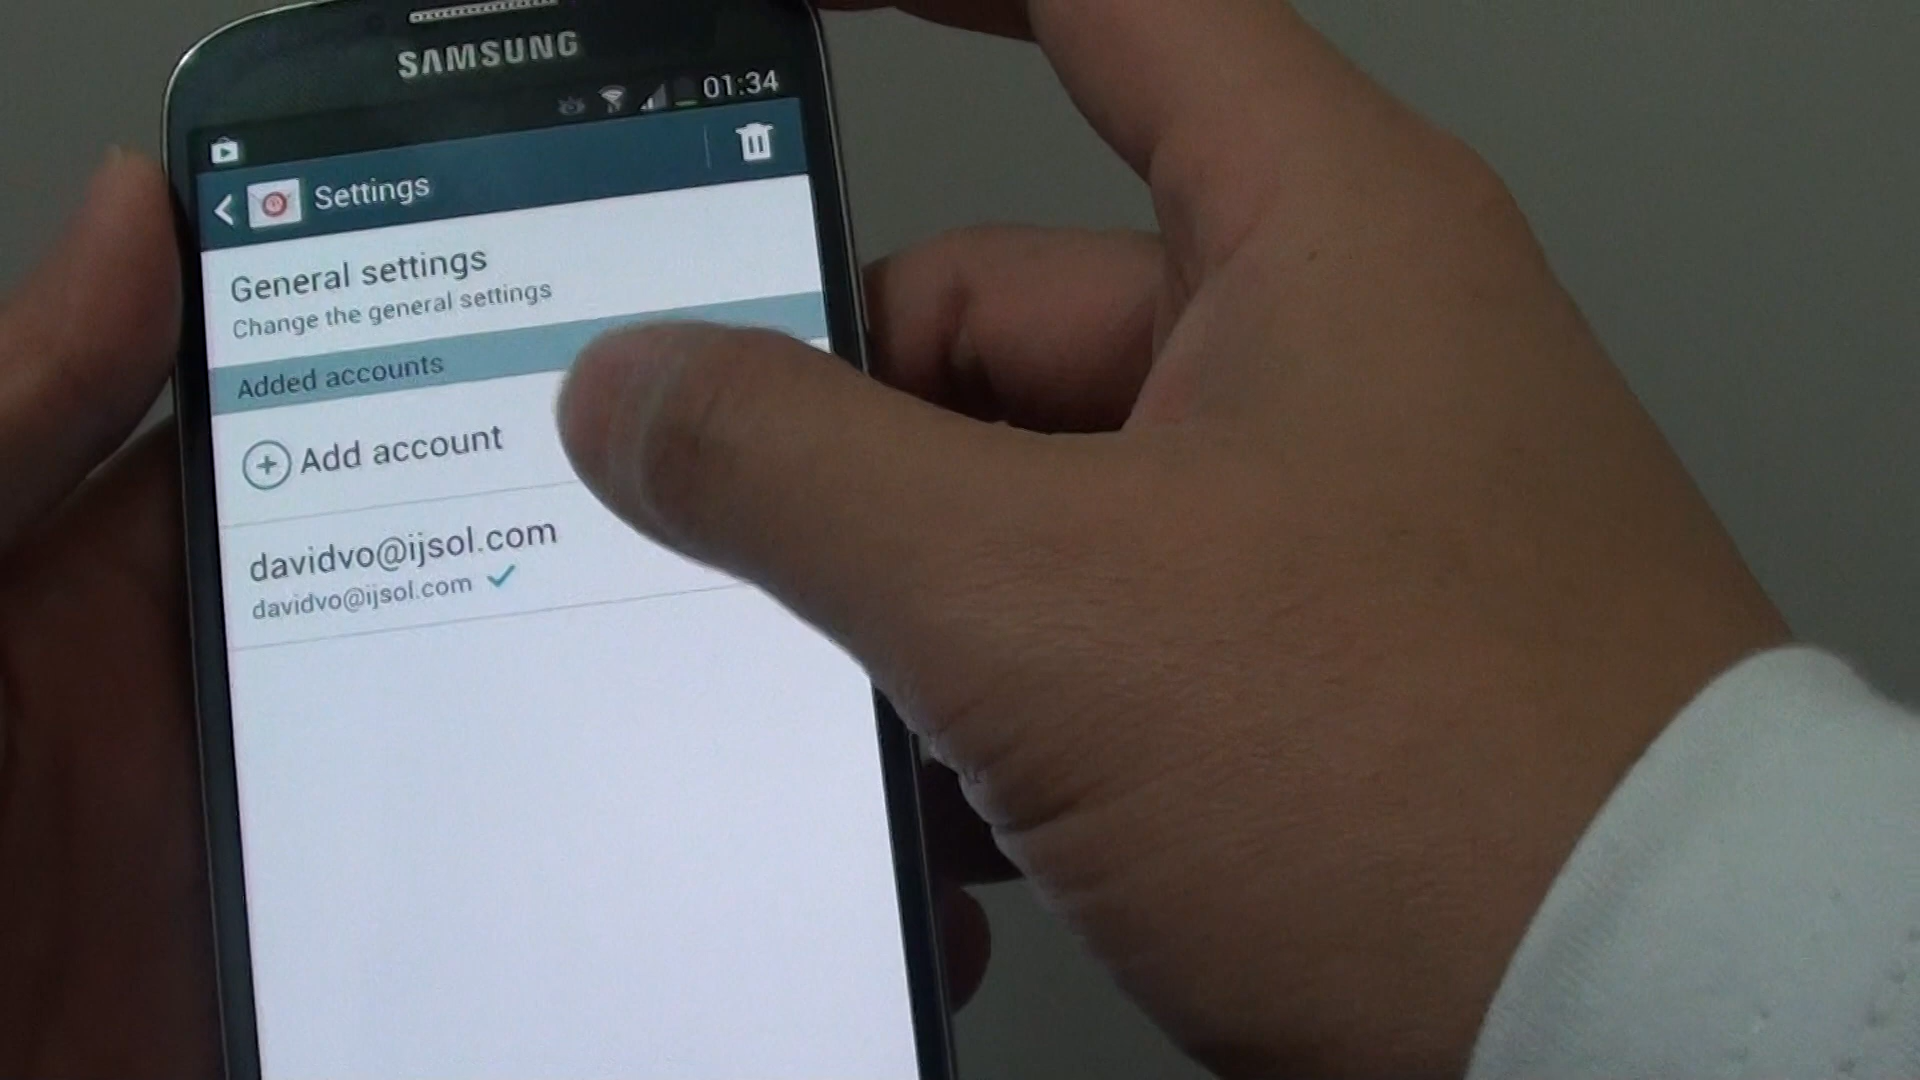 SAMSUNG
01:34
Settings
General settings
Change the general settings
Added accounts
Add account
davidvo@ijsol.com
davidvo@ijsol.com